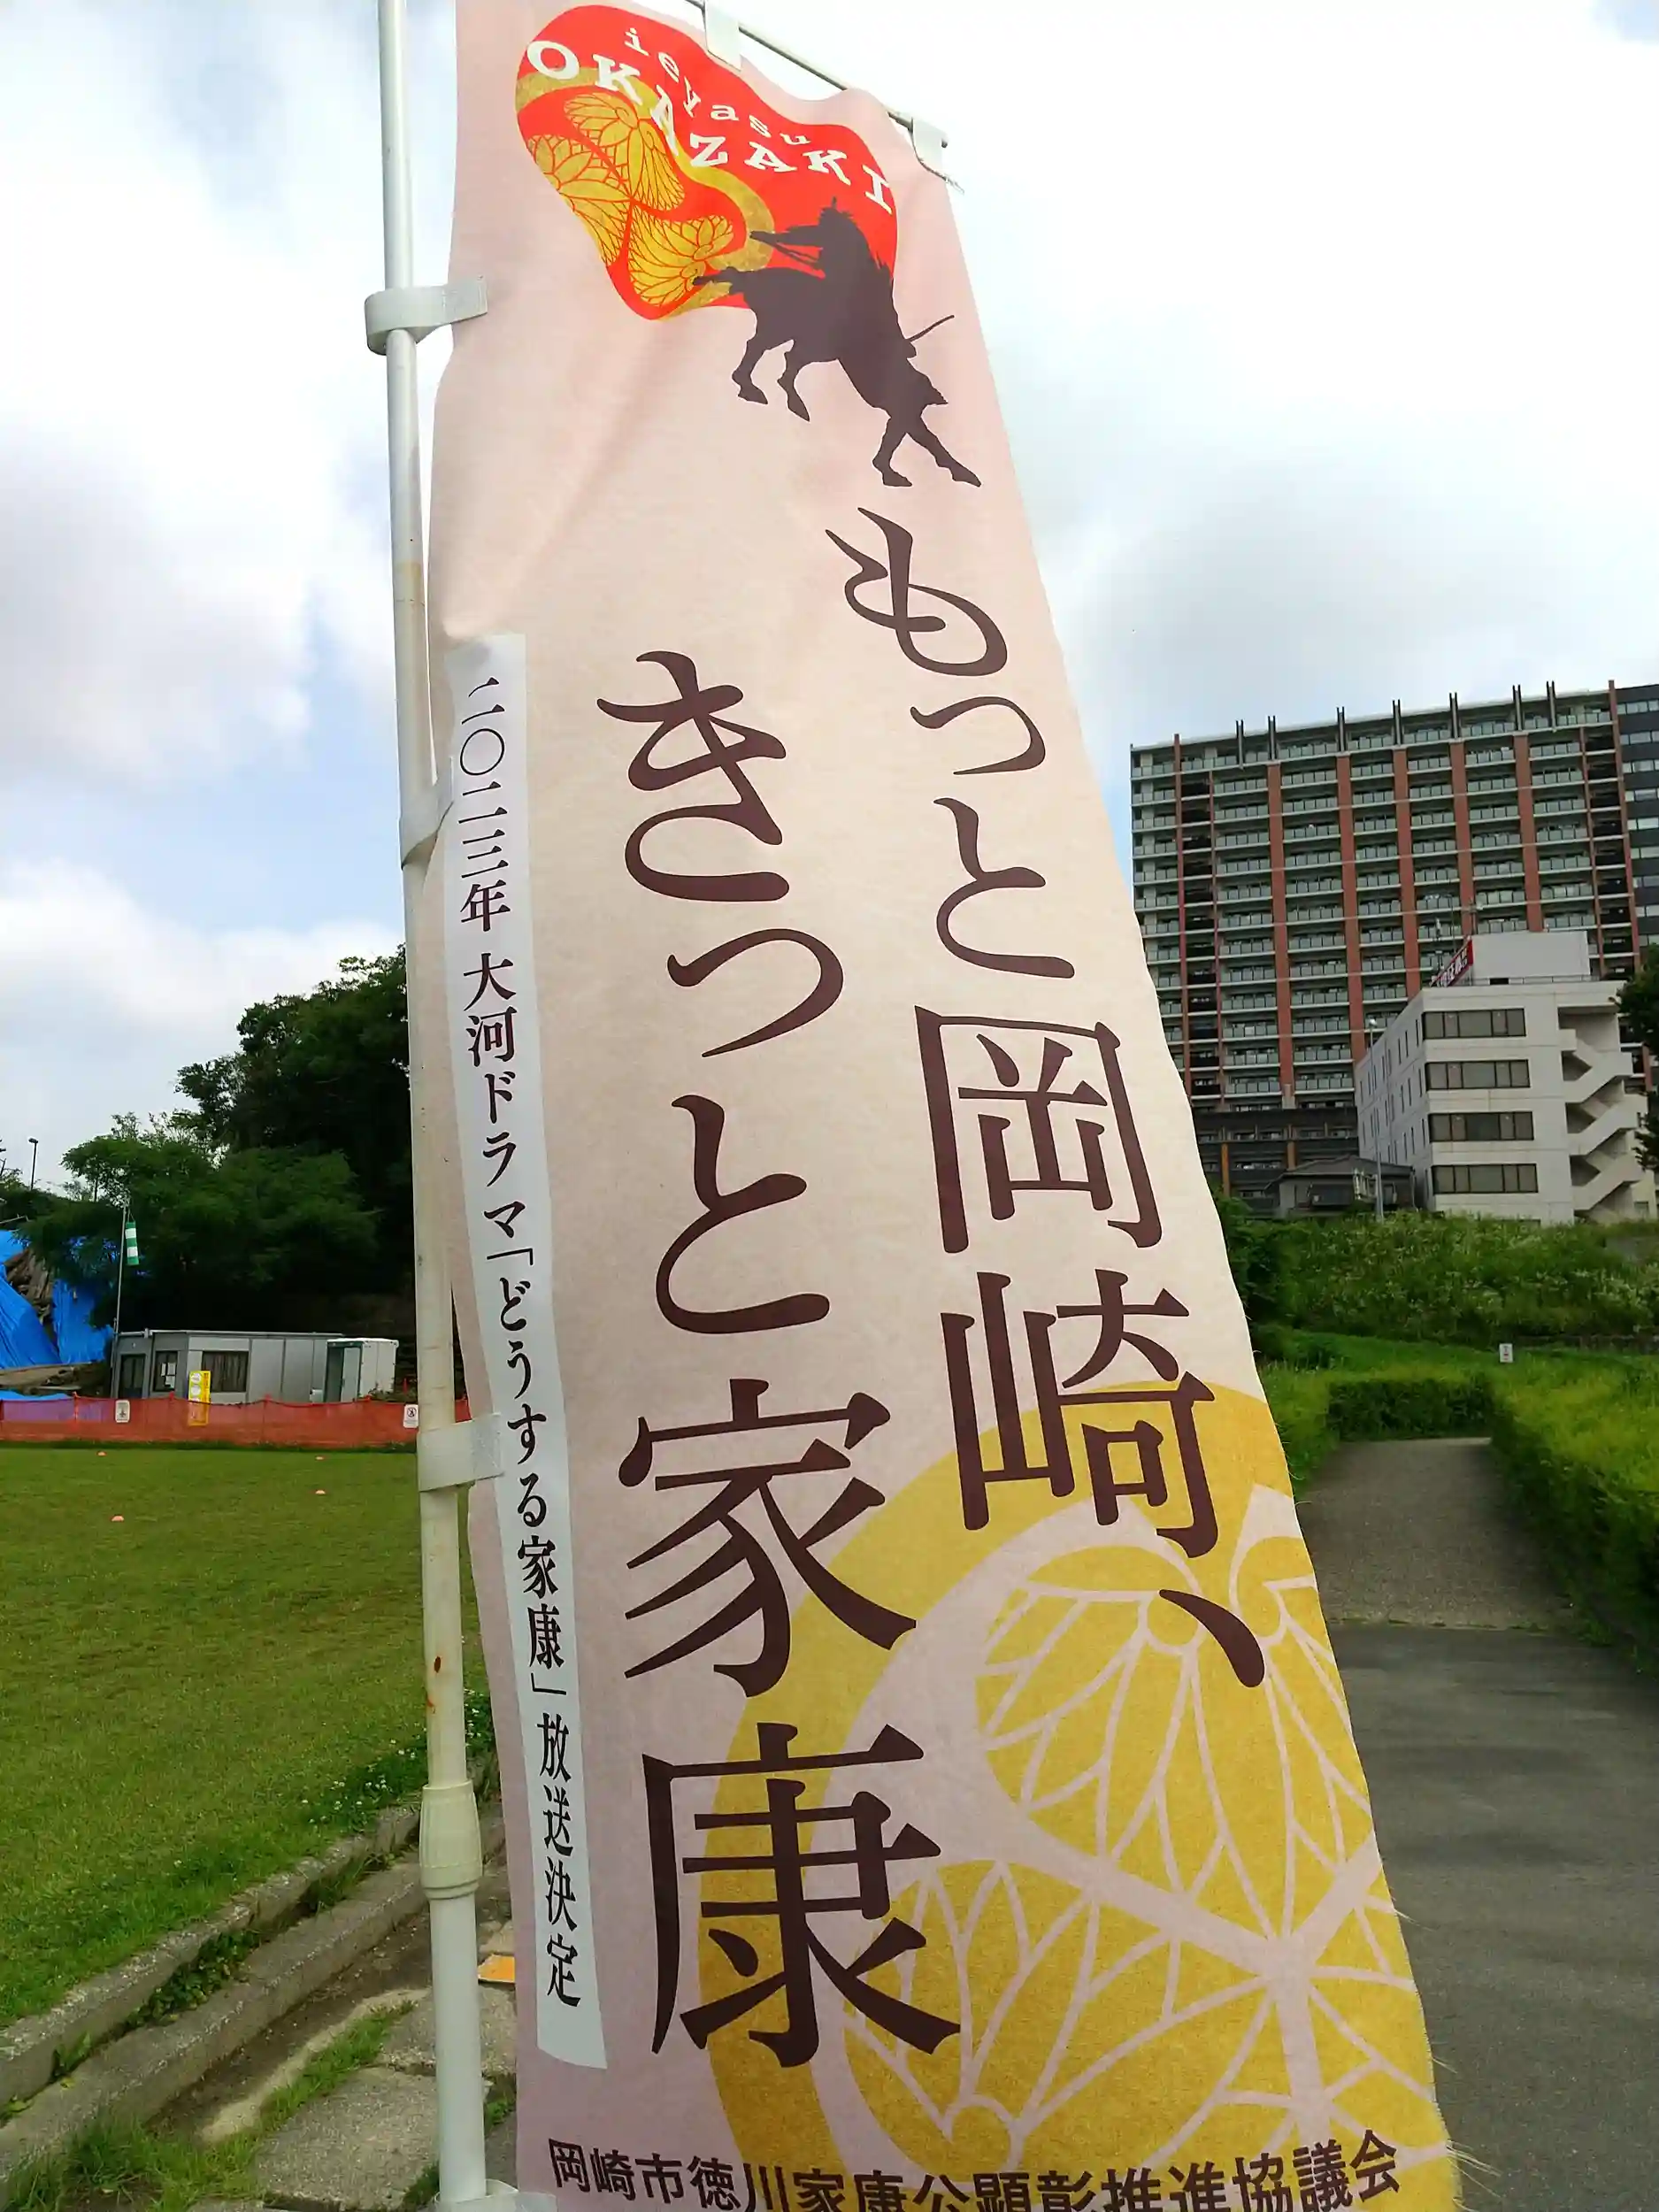 ieyasu
OKAZAKI
もっと岡崎、
きっと家康
二〇二三年 大河ドラマ「どうする家康」放送決定
岡崎市徳川家康公顕彰推進協議会